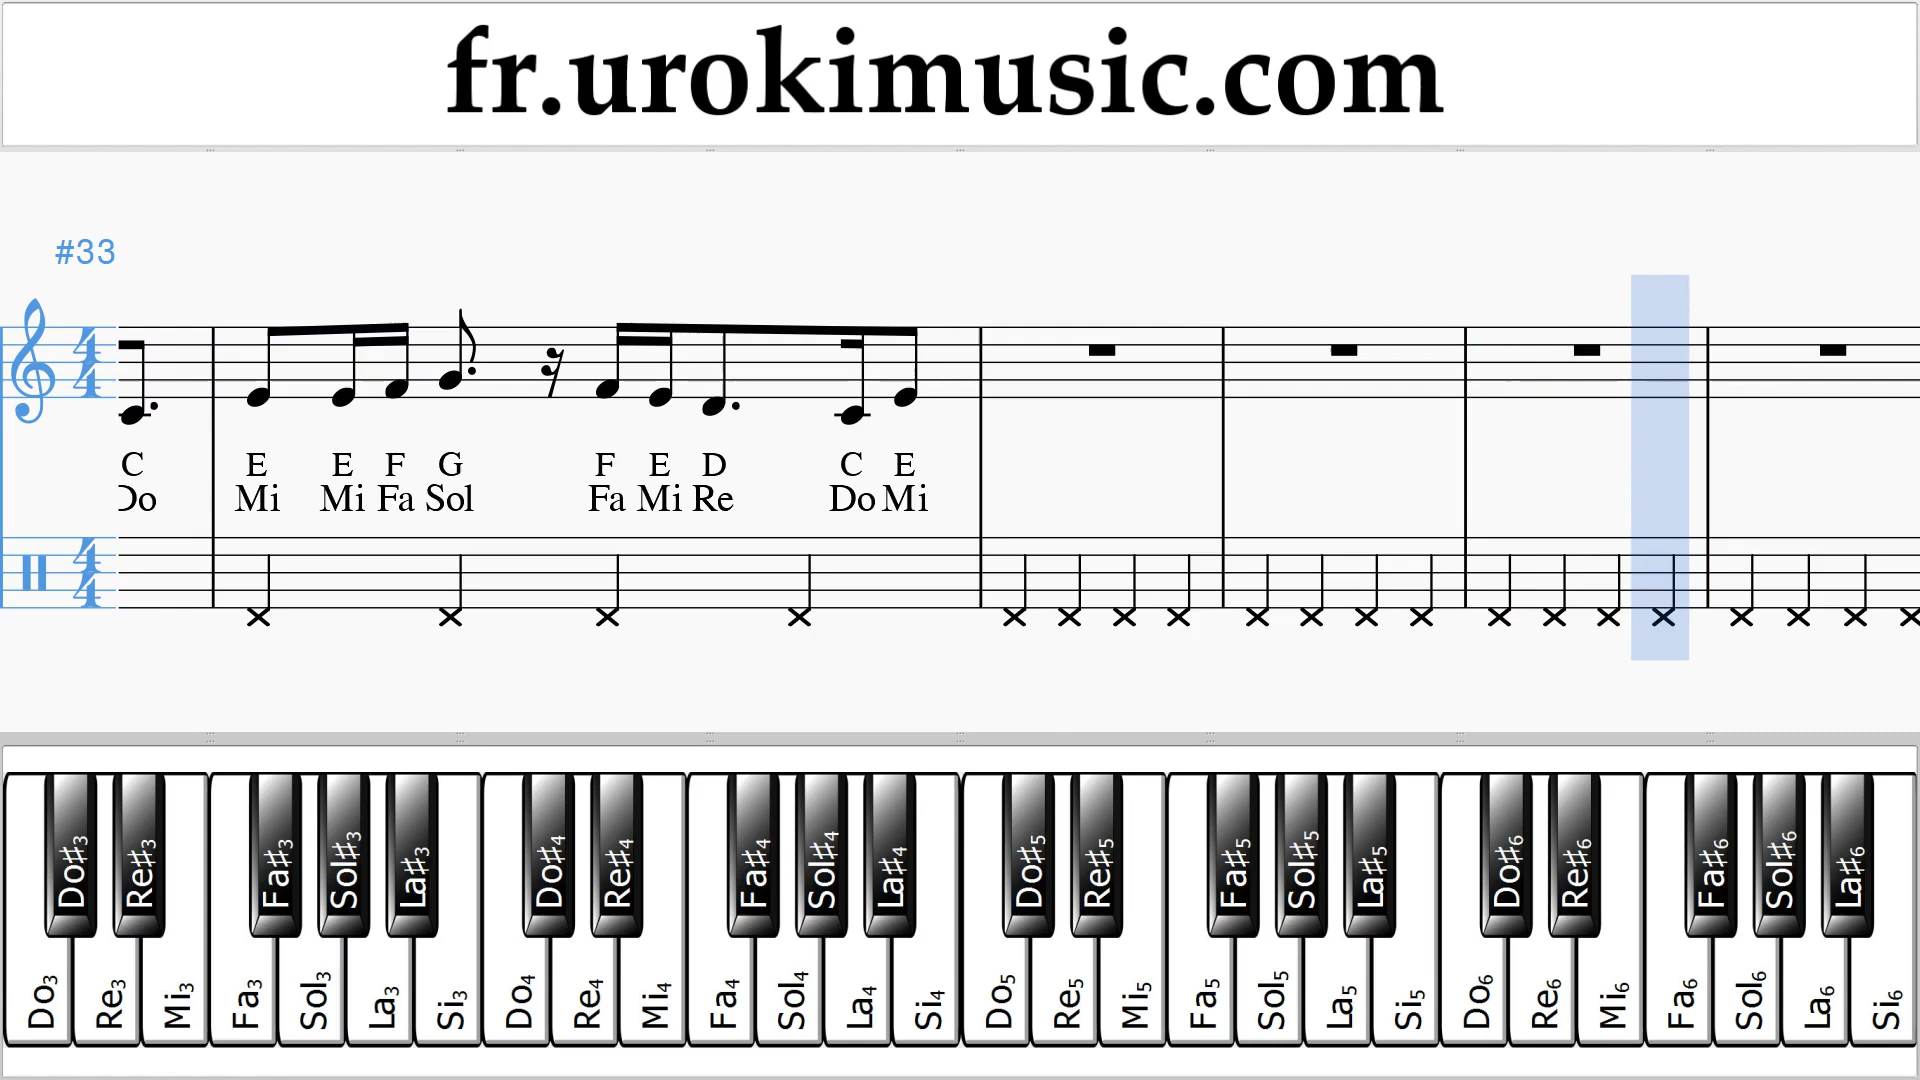 fr.urokimusic.com
#33
4 4
C E E F G F E D C E
Do Mi Mi Fa Sol Fa Mi Re Do Mi
4 4
Do#3 Re#3 Fa#3 Sol#3 La#3 Do#4 Re#4 Fa#4 Sol#4 La#4 Do#5 Re#5 Fa#5 Sol#5 La#5 Do#6 Re#6 Fa#6 Sol#6 La#6
Do3 Re3 Mi3 Fa3 Sol3 La3 Si3 Do4 Re4 Mi4 Fa4 Sol4 La4 Si4 Do5 Re5 Mi5 Fa5 Sol5 La5 Si5 Do6 Re6 Mi6 Fa6 Sol6 La6 Si6